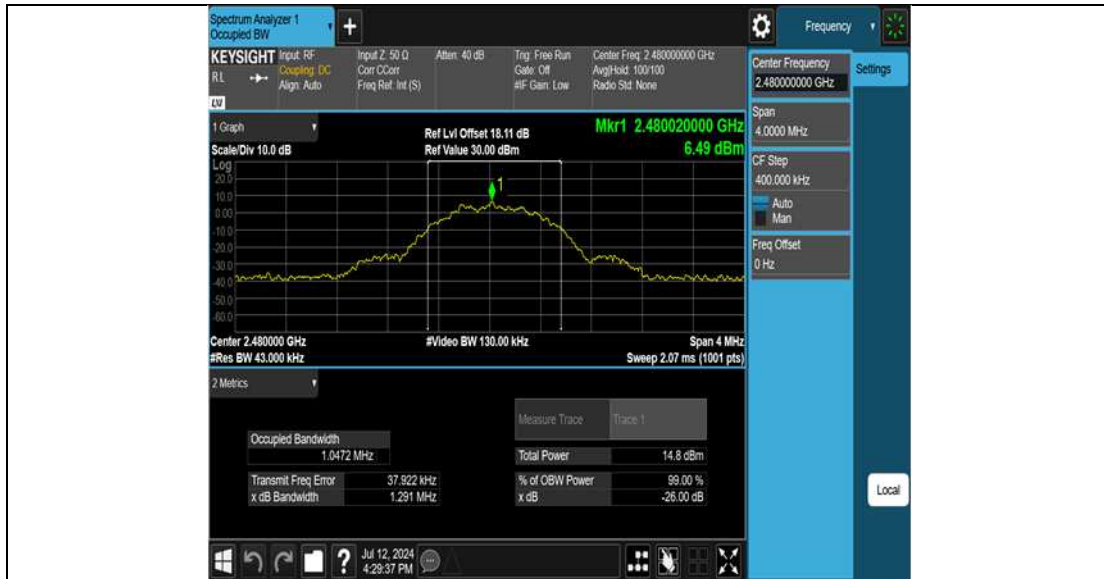 Spectrum Analyzer 1
Occupied BW
+
Frequency
KEYSIGHT
RL
LXI
Input: RF
Coupling: DC
Align: Auto
Input Z: 50 Ω
Corr CCorr
Freq Ref: Int (S)
Atten: 40 dB
Trig: Free Run
Gate: Off
#IF Gain: Low
Center Freq: 2.480000000 GHz
Avg|Hold: 100/100
Radio Std: None
Center Frequency
2.480000000 GHz
Settings
Span
4.0000 MHz
CF Step
400.000 kHz
Auto
Man
Freq Offset
0 Hz
Local
1 Graph
Scale/Div 10.0 dB
Ref Lvl Offset 18.11 dB
Ref Value 30.00 dBm
Mkr1 2.480020000 GHz
6.49 dBm
Log
20.0
10.0
0.00
-10.0
-20.0
-30.0
-40.0
-50.0
-60.0
1
Center 2.480000 GHz
#Res BW 43.000 kHz
#Video BW 130.00 kHz
Span 4 MHz
Sweep 2.07 ms (1001 pts)
2 Metrics
Measure Trace
Trace 1
Occupied Bandwidth
1.0472 MHz
Total Power
14.8 dBm
Transmit Freq Error
37.922 kHz
% of OBW Power
99.00 %
x dB Bandwidth
1.291 MHz
x dB
-26.00 dB
?
Jul 12, 2024
4:29:37 PM